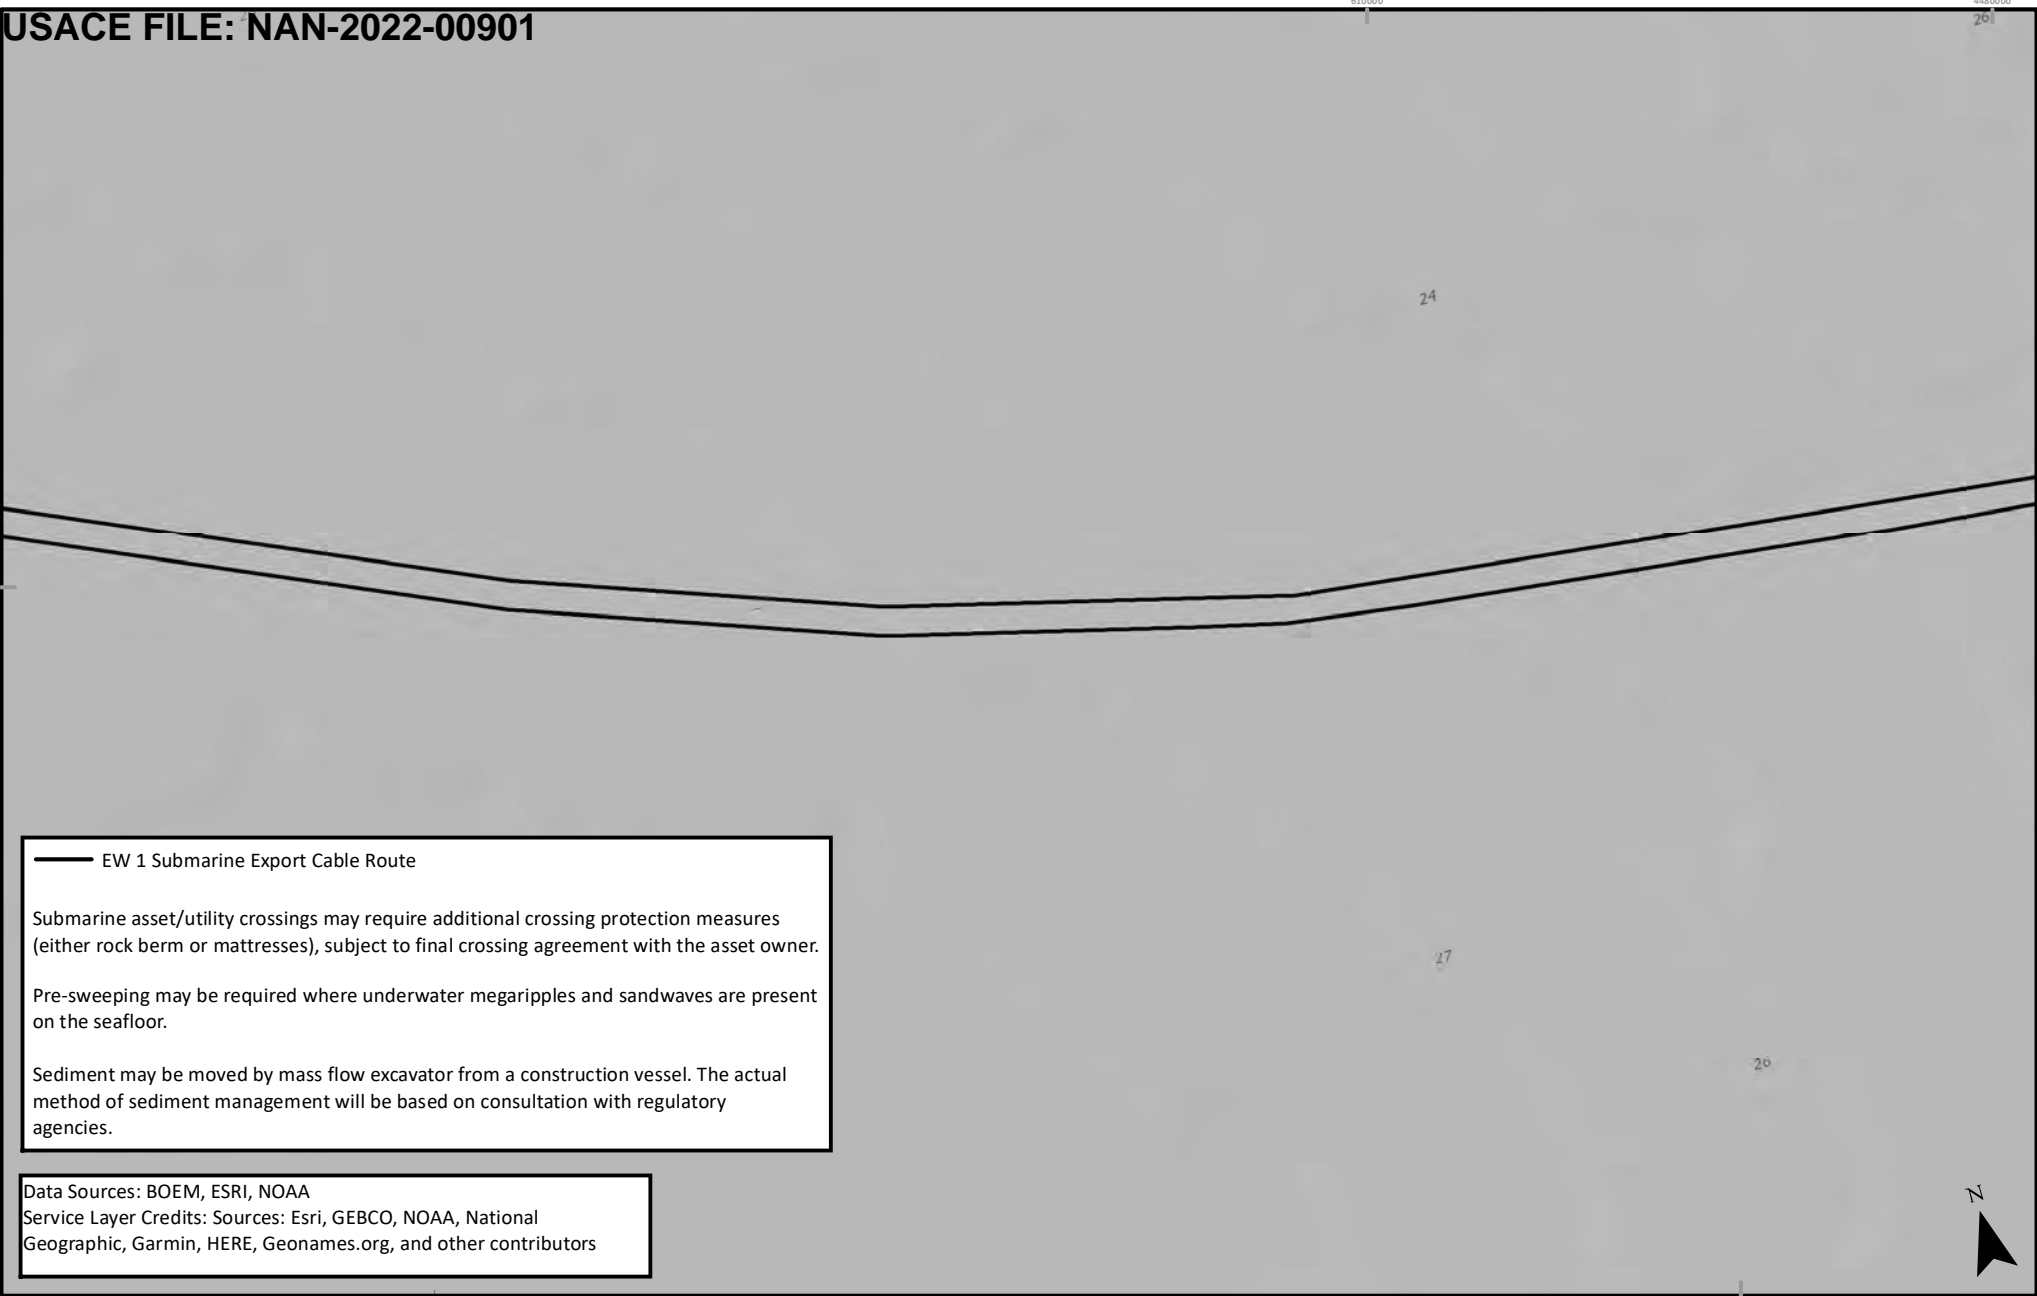 610000
4480000
USACE FILE: NAN-2022-00901
26
24
EW 1 Submarine Export Cable Route
Submarine asset/utility crossings may require additional crossing protection measures
(either rock berm or mattresses), subject to final crossing agreement with the asset owner.
Pre-sweeping may be required where underwater megaripples and sandwaves are present
on the seafloor.
Sediment may be moved by mass flow excavator from a construction vessel. The actual
method of sediment management will be based on consultation with regulatory
agencies.
27
26
Data Sources: BOEM, ESRI, NOAA
Service Layer Credits: Sources: Esri, GEBCO, NOAA, National
Geographic, Garmin, HERE, Geonames.org, and other contributors
N